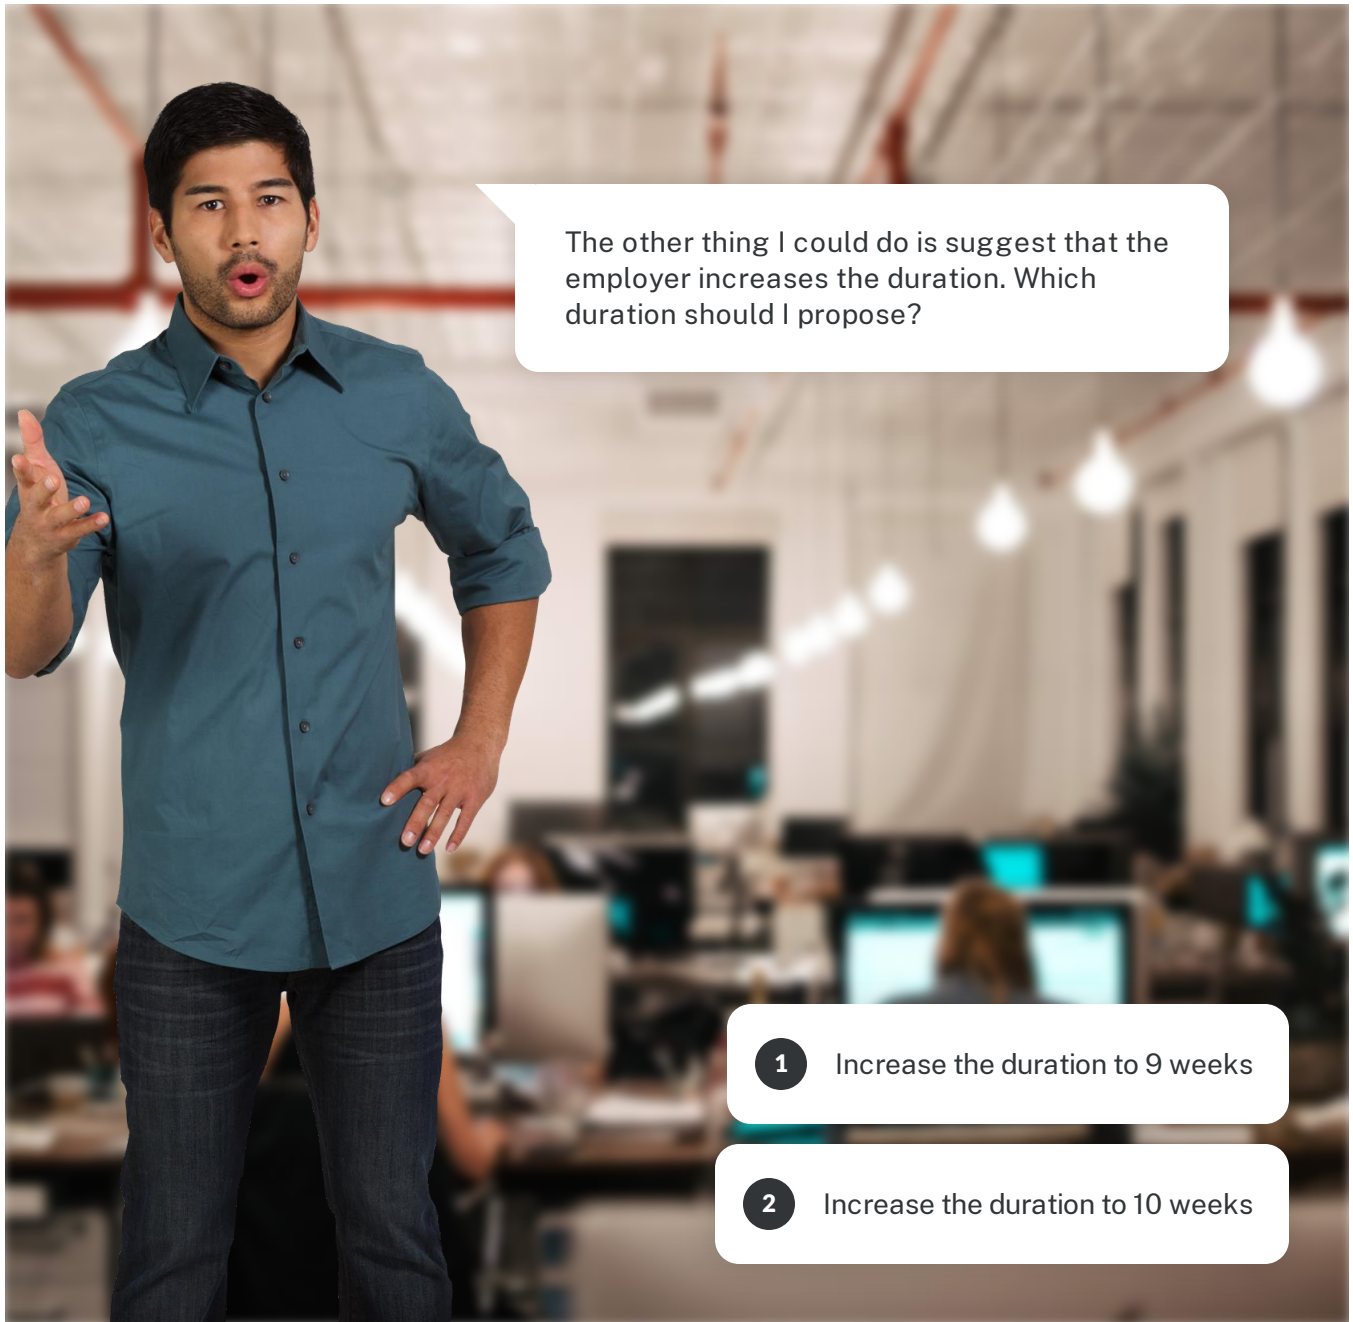 The other thing I could do is suggest that the
employer increases the duration. Which
duration should I propose?
1 Increase the duration to 9 weeks
2 Increase the duration to 10 weeks